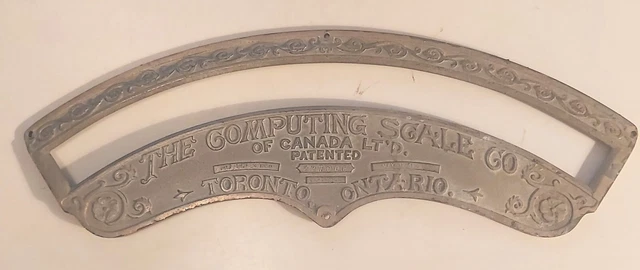 THE COMPUTING SCALE CO
OF CANADA LT'D.
PATENTED
TORONTO, ONTARIO.